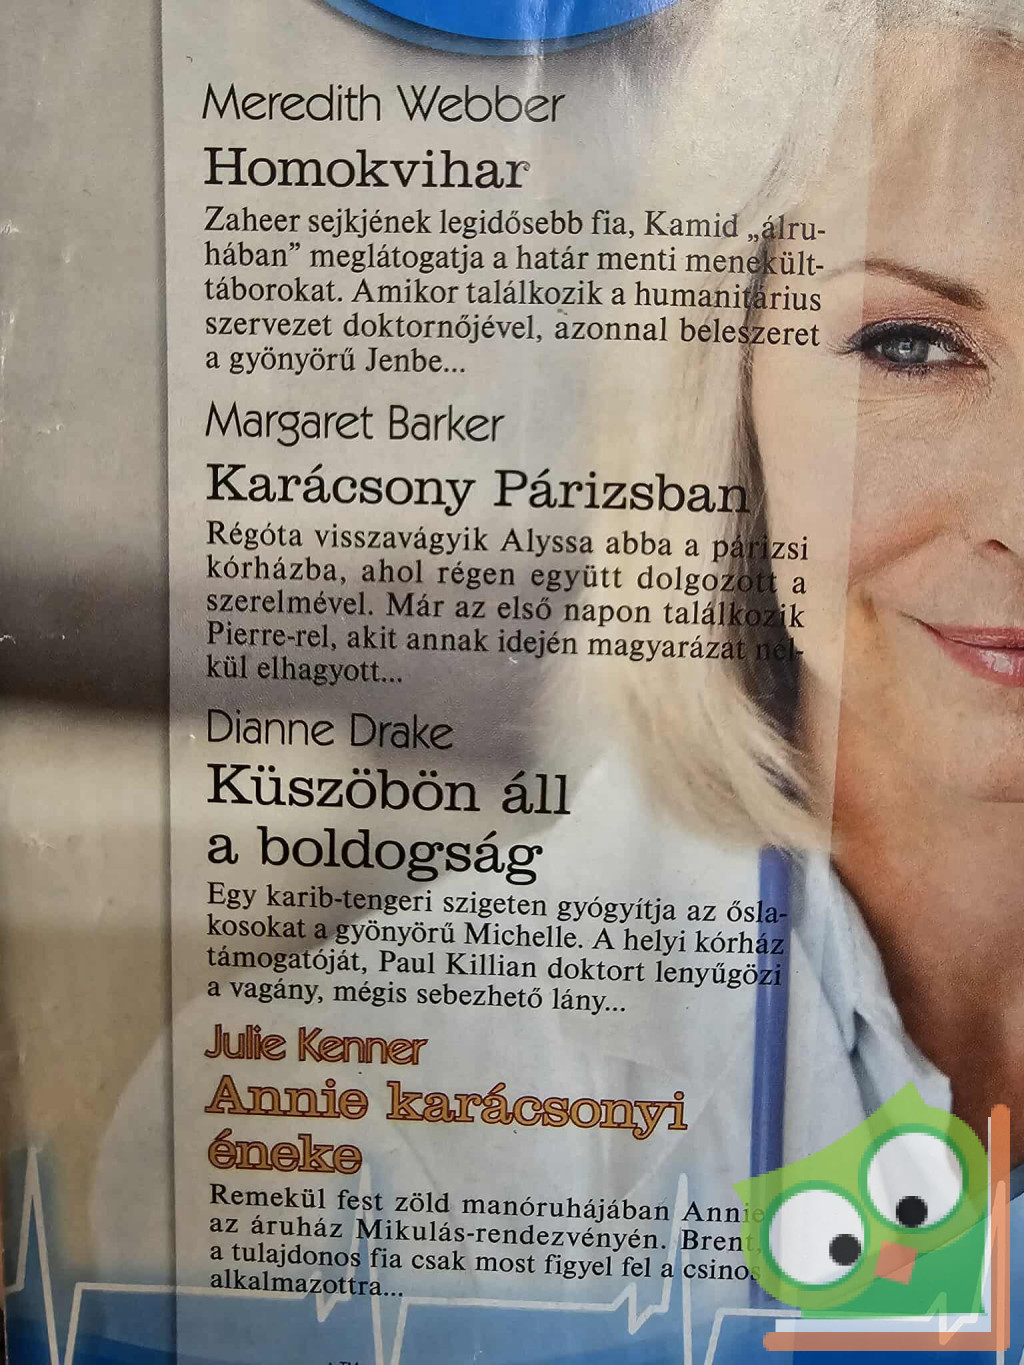 Meredith Webber
Homokvihar
Zaheer sejkjének legidősebb fia, Kamid „álru-
hában” meglátogatja a határ menti menekült-
táborokat. Amikor találkozik a humanitárius
szervezet doktornőjével, azonnal beleszeret
a gyönyörű Jenbe...
Margaret Barker
Karácsony Párizsban
Régóta visszavágyik Alyssa abba a párizsi
kórházba, ahol régen együtt dolgozott a
szerelmével. Már az első napon találkozik
Pierre-rel, akit annak idején magyarázat nél-
kül elhagyott...
Dianne Drake
Küszöbön áll
a boldogság
Egy karib-tengeri szigeten gyógyítja az ősla-
kosokat a gyönyörű Michelle. A helyi kórház
támogatóját, Paul Killian doktort lenyűgözi
a vagány, mégis sebezhető lány...
Julie Kenner
Annie karácsonyi
éneke
Remekül fest zöld manóruhájában Annie
az áruház Mikulás-rendezvényén. Brent,
a tulajdonos fia csak most figyel fel a csinos
alkalmazottra...